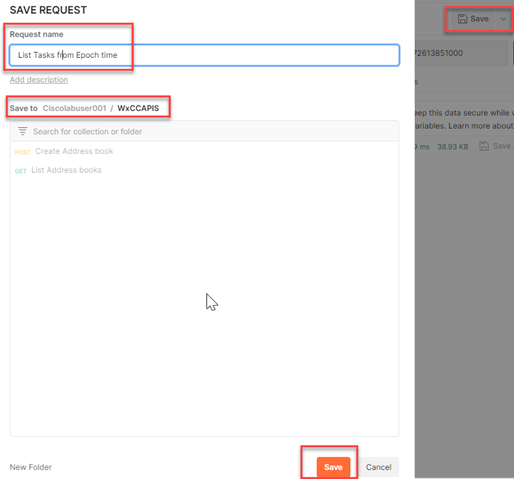 SAVE REQUEST
Save
Request name
List Tasks from Epoch time
72613851000
Add description
Save to Ciscolabuser001 / WxCCAPIS
eep this data secure while
ariables. Learn more about
Search for collection or folder
POST Create Address book
9 ms 38.93 KB Save
GET List Address books
New Folder
Save
Cancel